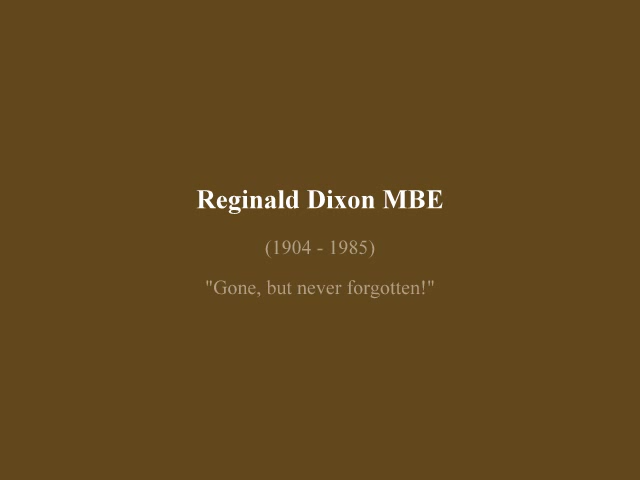 Reginald Dixon MBE
(1904 - 1985)
"Gone, but never forgotten!"